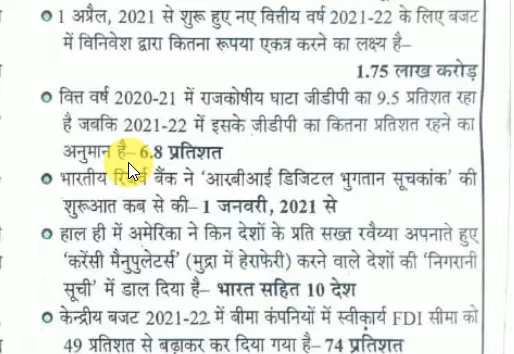 1 अप्रैल, 2021 से शुरू हुए नए वित्तीय वर्ष 2021-22 के लिए बजट
में विनिवेश द्वारा कितना रूपया एकत्र करने का लक्ष्य है–
1.75 लाख करोड़
वित्त वर्ष 2020-21 में राजकोषीय घाटा जीडीपी का 9.5 प्रतिशत रहा
है जबकि 2021-22 में इसके जीडीपी का कितना प्रतिशत रहने का
अनुमान है– 6.8 प्रतिशत
भारतीय रिजर्व बैंक ने ‘आरबीआई डिजिटल भुगतान सूचकांक’ की
शुरूआत कब से की– 1 जनवरी, 2021 से
हाल ही में अमेरिका ने किन देशों के प्रति सख्त रवैय्या अपनाते हुए
‘करेंसी मैनुपुलेटर्स’ (मुद्रा में हेराफेरी) करने वाले देशों की ‘निगरानी
सूची’ में डाल दिया है– भारत सहित 10 देश
केन्द्रीय बजट 2021-22 में बीमा कंपनियों में स्वीकार्य FDI सीमा को
49 प्रतिशत से बढ़ाकर कर दिया गया है– 74 प्रतिशत